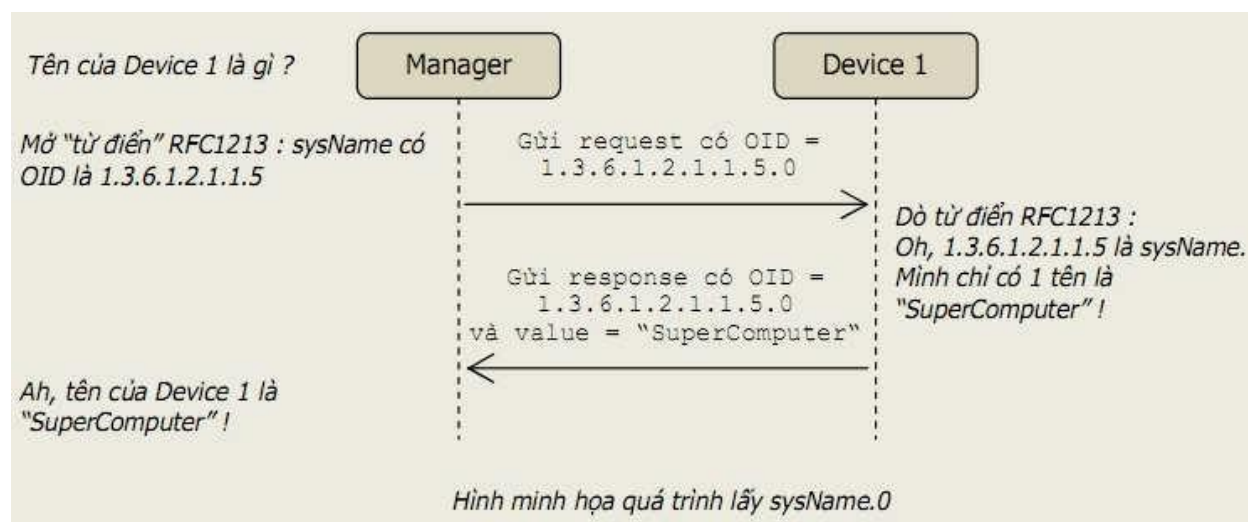 Tên của Device 1 là gì ?
Manager
Device 1
Mở “từ điển” RFC1213 : sysName có
OID là 1.3.6.1.2.1.1.5
Gửi request có OID =
1.3.6.1.2.1.1.5.0
Dò từ điển RFC1213 :
Oh, 1.3.6.1.2.1.1.5 là sysName.
Mình chỉ có 1 tên là
“SuperComputer” !
Gửi response có OID =
1.3.6.1.2.1.1.5.0
và value = “SuperComputer“
Ah, tên của Device 1 là
“SuperComputer” !
Hình minh họa quá trình lấy sysName.0